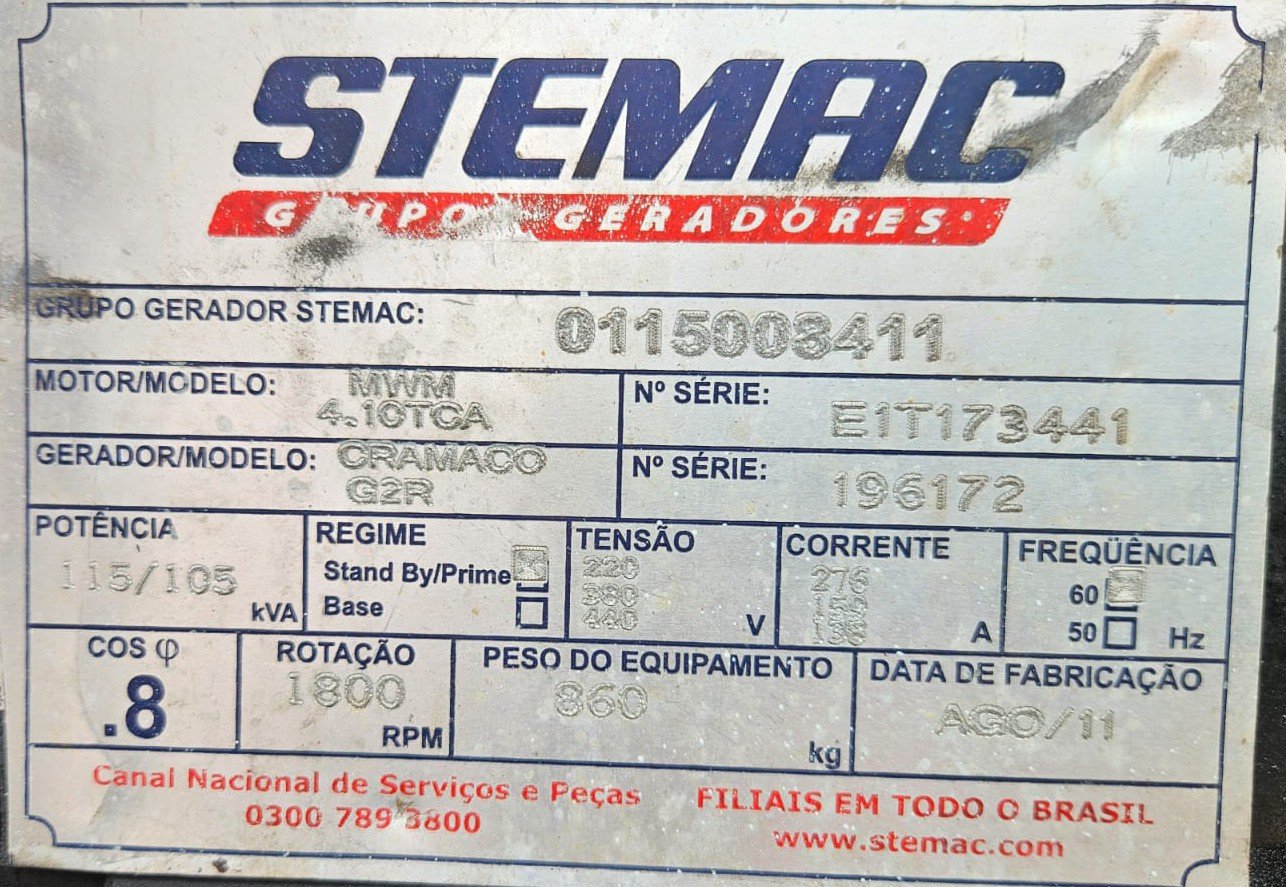 STEMAC
GRUPO GERADORES
GRUPO GERADOR STEMAC: 0115003411
MOTOR/MODELO: MWM
4.10TCA
Nº SÉRIE: E1T173441
GERADOR/MODELO: CRAMACO
G2R
Nº SÉRIE: 196172
POTÊNCIA
115/105
kVA
REGIME
Stand By/Prime
Base
TENSÃO
220
380
440
V
CORRENTE
276
A
FREQÜÊNCIA
60
50 Hz
COS φ
.8
ROTAÇÃO
1800
RPM
PESO DO EQUIPAMENTO
860
kg
DATA DE FABRICAÇÃO
AGO/11
Canal Nacional de Serviços e Peças
0300 789 3800
FILIAIS EM TODO O BRASIL
www.stemac.com